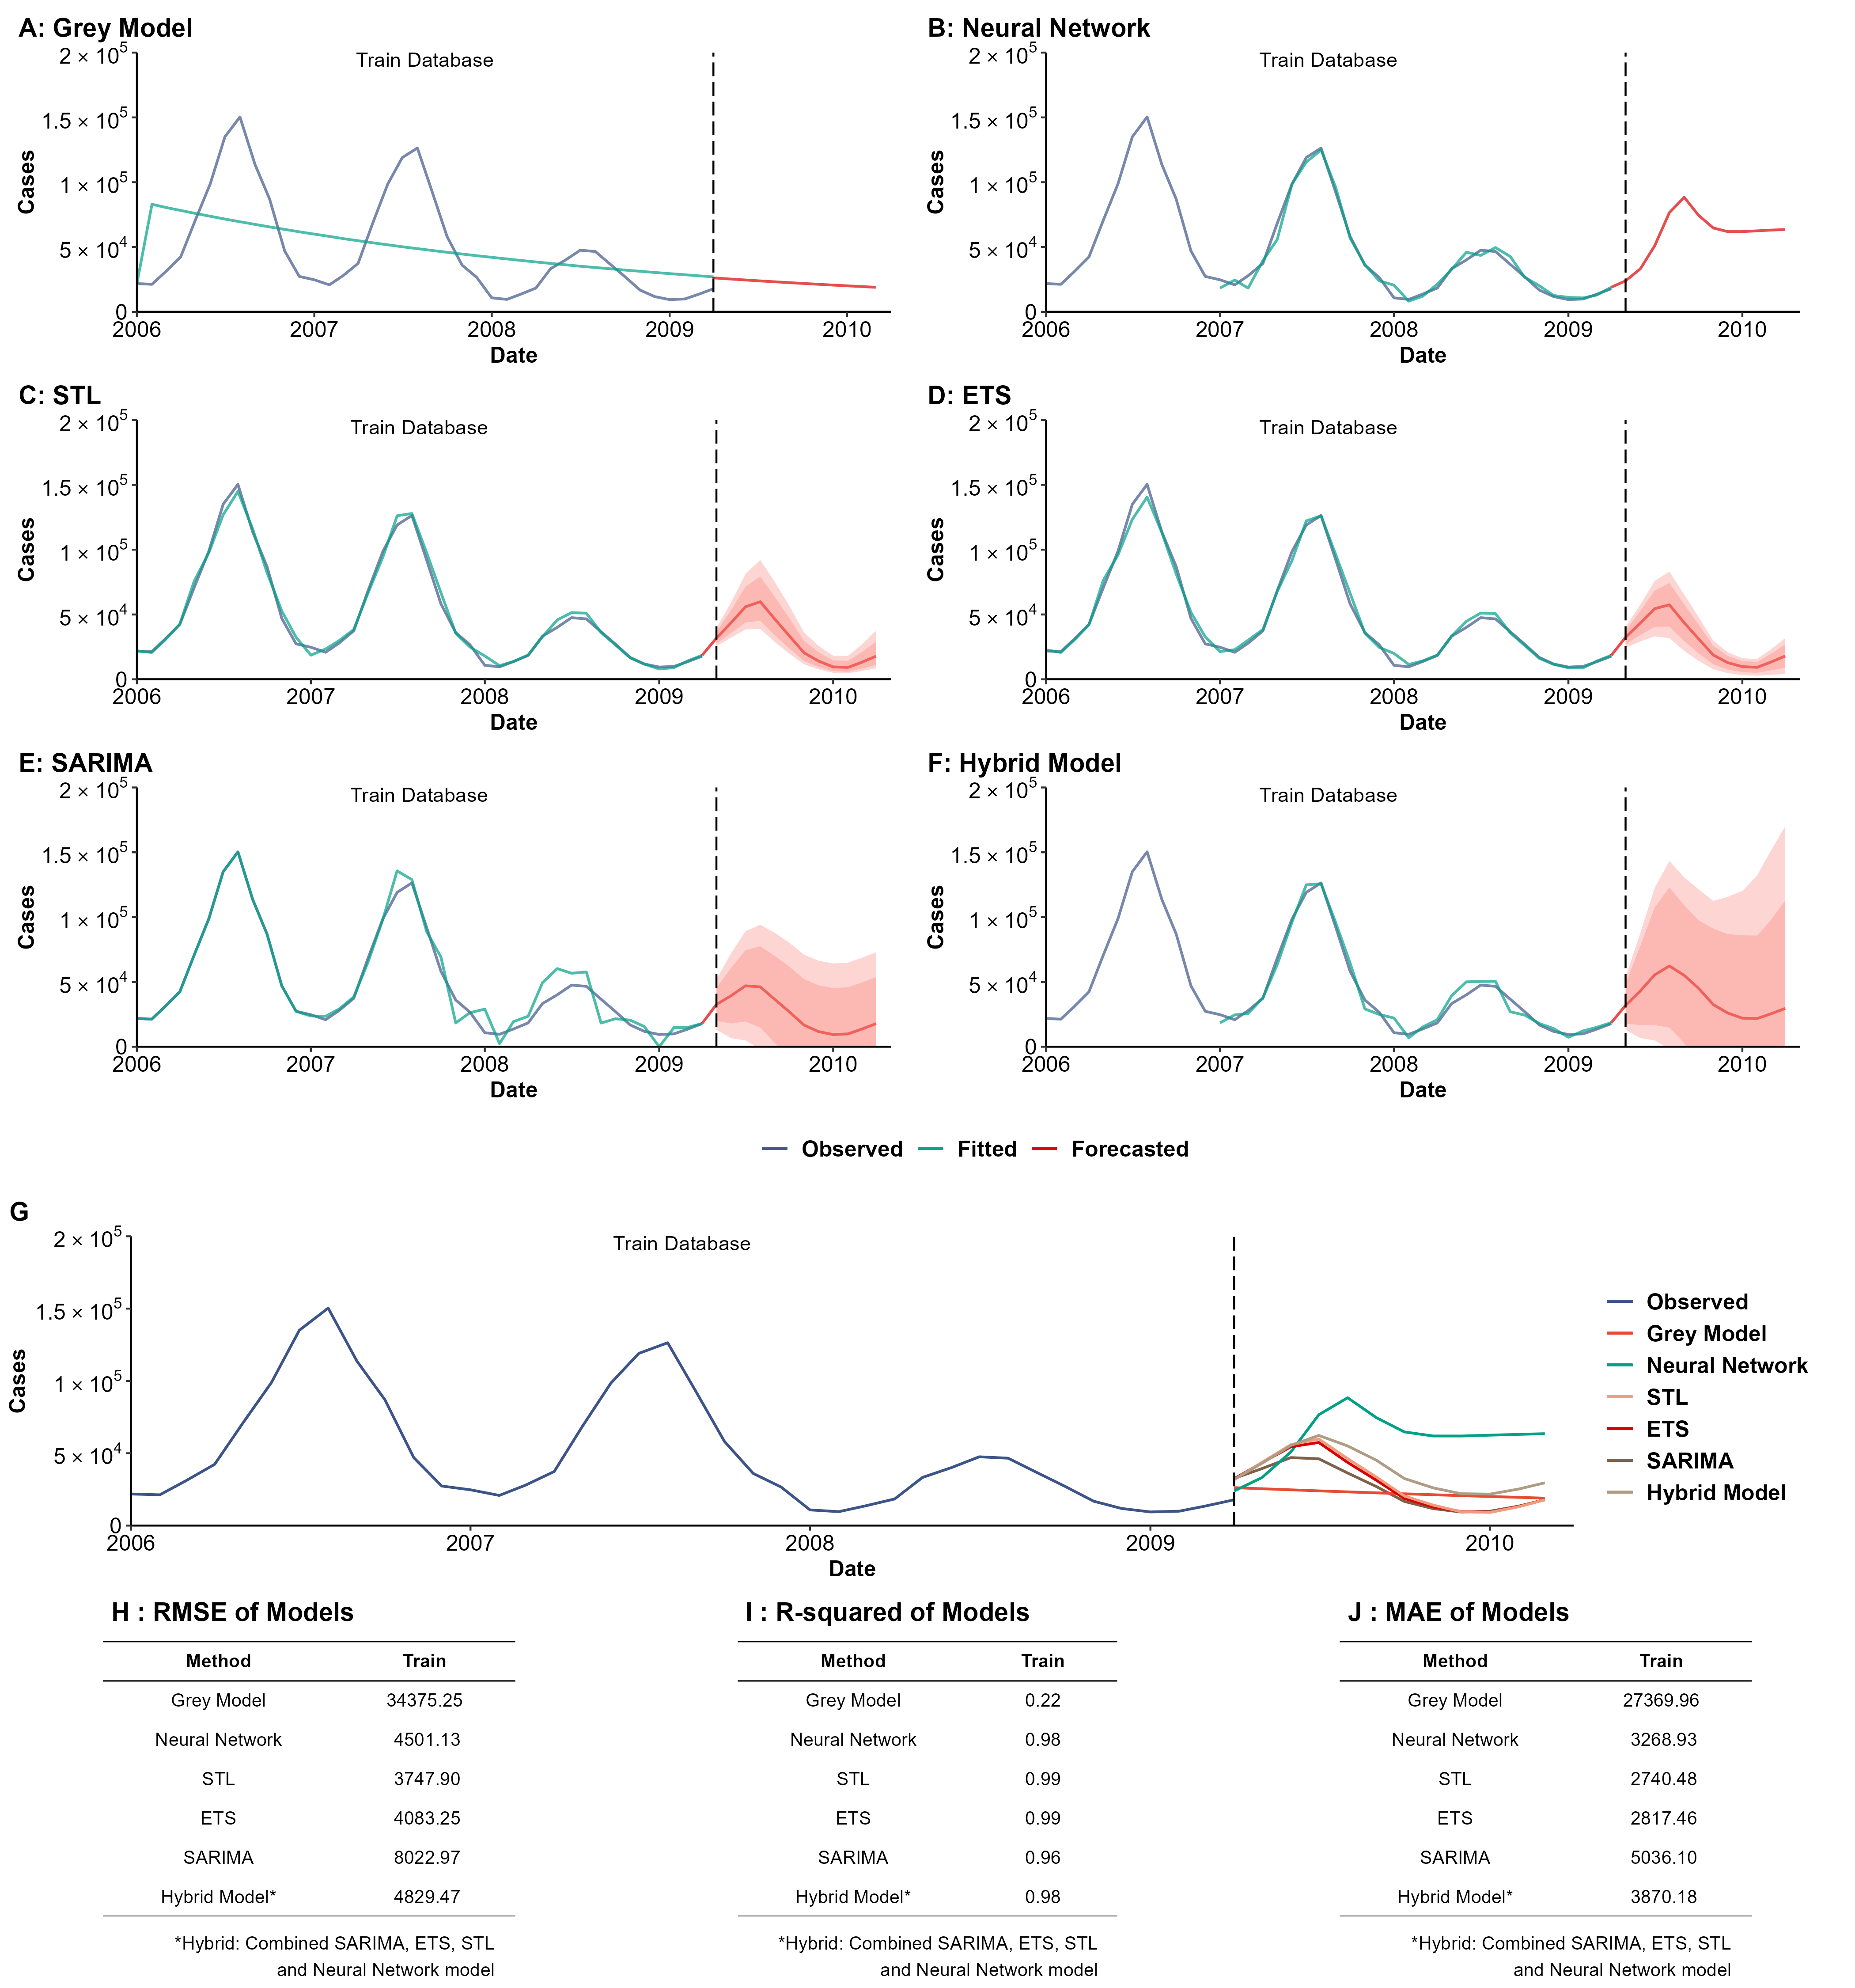 A: Grey Model
2 × 10^5
1.5 × 10^5
1 × 10^5
5 × 10^4
0
Cases
Train Database
2006 2007 2008 2009 2010
Date
B: Neural Network
2 × 10^5
1.5 × 10^5
1 × 10^5
5 × 10^4
0
Cases
Train Database
2006 2007 2008 2009 2010
Date
C: STL
2 × 10^5
1.5 × 10^5
1 × 10^5
5 × 10^4
0
Cases
Train Database
2006 2007 2008 2009 2010
Date
D: ETS
2 × 10^5
1.5 × 10^5
1 × 10^5
5 × 10^4
0
Cases
Train Database
2006 2007 2008 2009 2010
Date
E: SARIMA
2 × 10^5
1.5 × 10^5
1 × 10^5
5 × 10^4
0
Cases
Train Database
2006 2007 2008 2009 2010
Date
F: Hybrid Model
2 × 10^5
1.5 × 10^5
1 × 10^5
5 × 10^4
0
Cases
Train Database
2006 2007 2008 2009 2010
Date
Observed Fitted Forecasted
G
2 × 10^5
1.5 × 10^5
1 × 10^5
5 × 10^4
0
Cases
Train Database
2006 2007 2008 2009 2010
Date
Observed
Grey Model
Neural Network
STL
ETS
SARIMA
Hybrid Model
H : RMSE of Models
Method Train
Grey Model 34375.25
Neural Network 4501.13
STL 3747.90
ETS 4083.25
SARIMA 8022.97
Hybrid Model* 4829.47
*Hybrid: Combined SARIMA, ETS, STL
and Neural Network model
I : R-squared of Models
Method Train
Grey Model 0.22
Neural Network 0.98
STL 0.99
ETS 0.99
SARIMA 0.96
Hybrid Model* 0.98
*Hybrid: Combined SARIMA, ETS, STL
and Neural Network model
J : MAE of Models
Method Train
Grey Model 27369.96
Neural Network 3268.93
STL 2740.48
ETS 2817.46
SARIMA 5036.10
Hybrid Model* 3870.18
*Hybrid: Combined SARIMA, ETS, STL
and Neural Network model